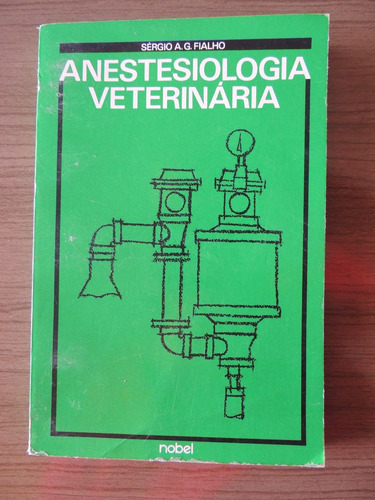 SÉRGIO A. G. FIALHO
ANESTESIOLOGIA
VETERINÁRIA
nobel